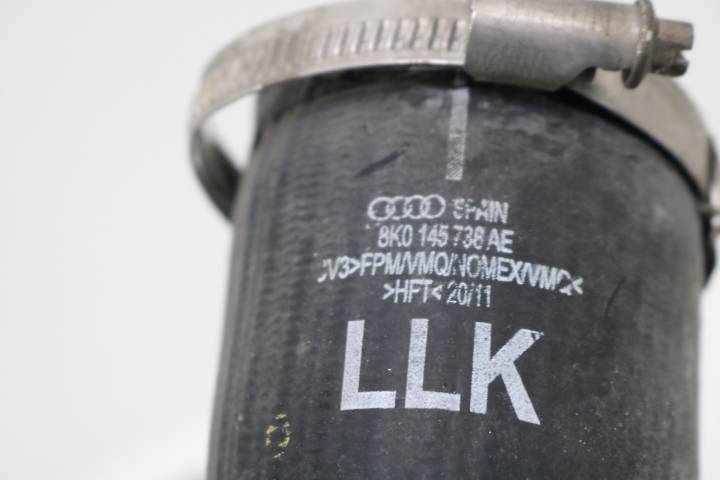 SPAIN
8K0 145 738 AE
>FPM/VMQ/NOMEX/VMQ<
>HFT< 20/11
LLK